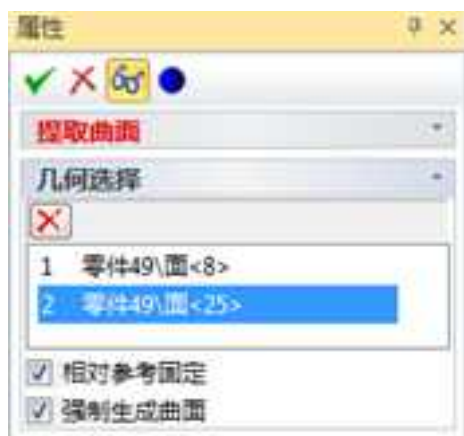 属性
提取曲面
几何选择
1 零件49\面<8>
2 零件49\面<25>
相对参考固定
强制生成曲面